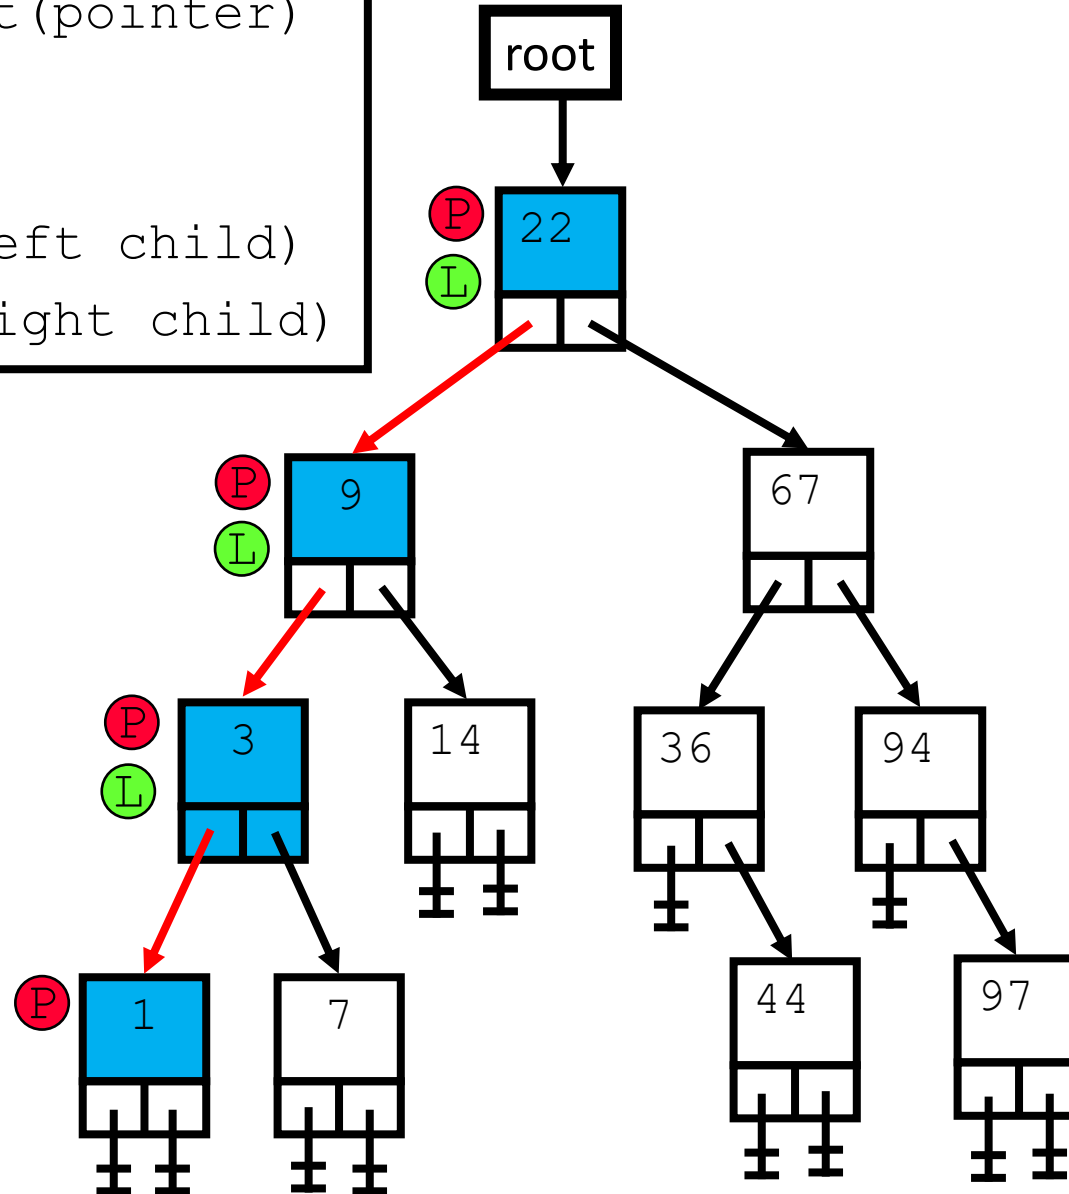 t(pointer)
eft child)
ight child)
root
P
22
L
P
9
L
67
P
3
L
14
36
94
P
1
7
44
97